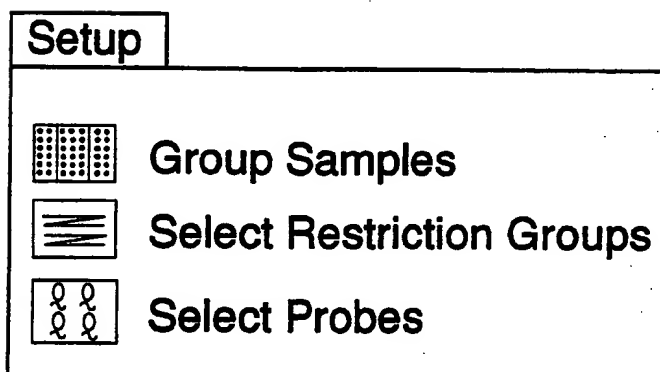 Setup
Group Samples
Select Restriction Groups
Select Probes